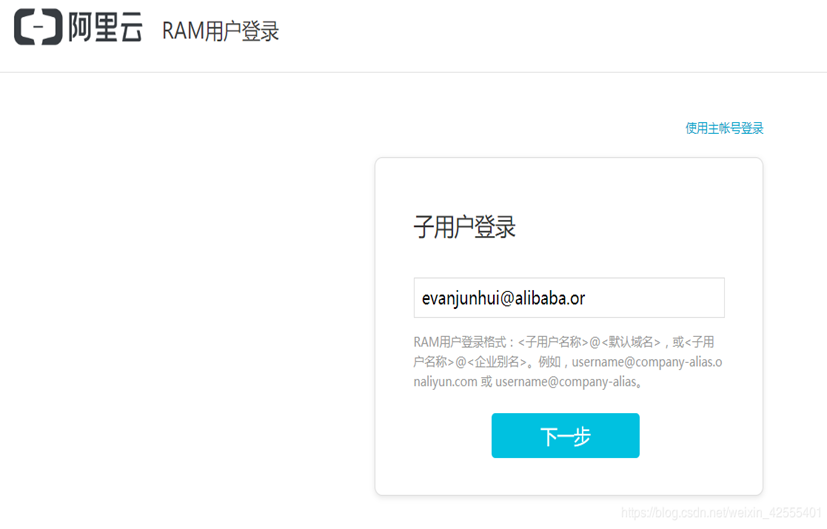 阿里云 RAM用户登录
使用主帐号登录
子用户登录
evanjunhui@alibaba.or
RAM用户登录格式：<子用户名称>@<默认域名>，或<子用
户名称>@<企业别名>。例如，username@company-alias.o
naliyun.com 或 username@company-alias。
下一步
https://blog.csdn.net/weixin_42555401